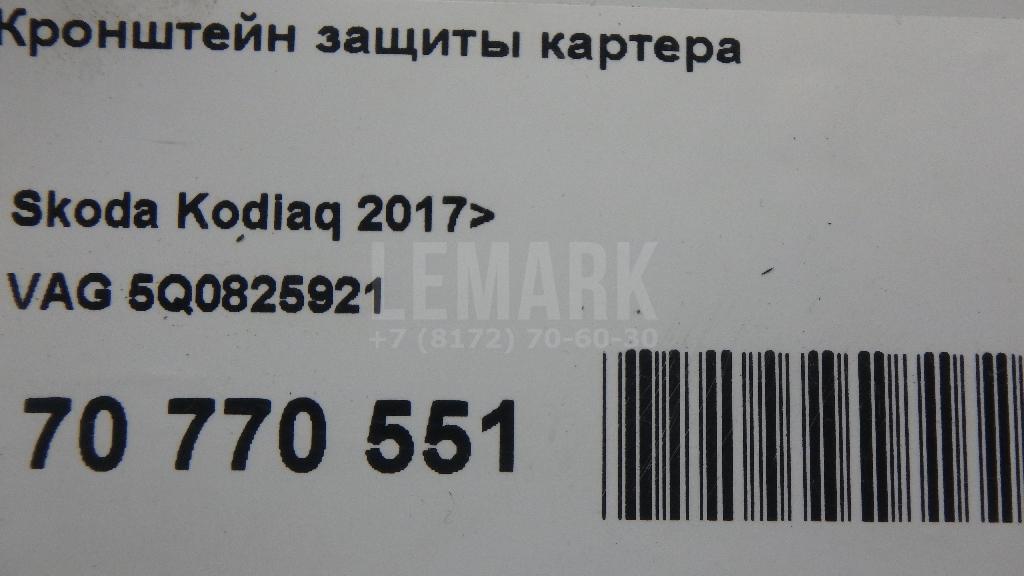 Кронштейн защиты картера
Skoda Kodiaq 2017>
VAG 5Q0825921
LEMARK
+7 (8172) 70-60-30
70 770 551